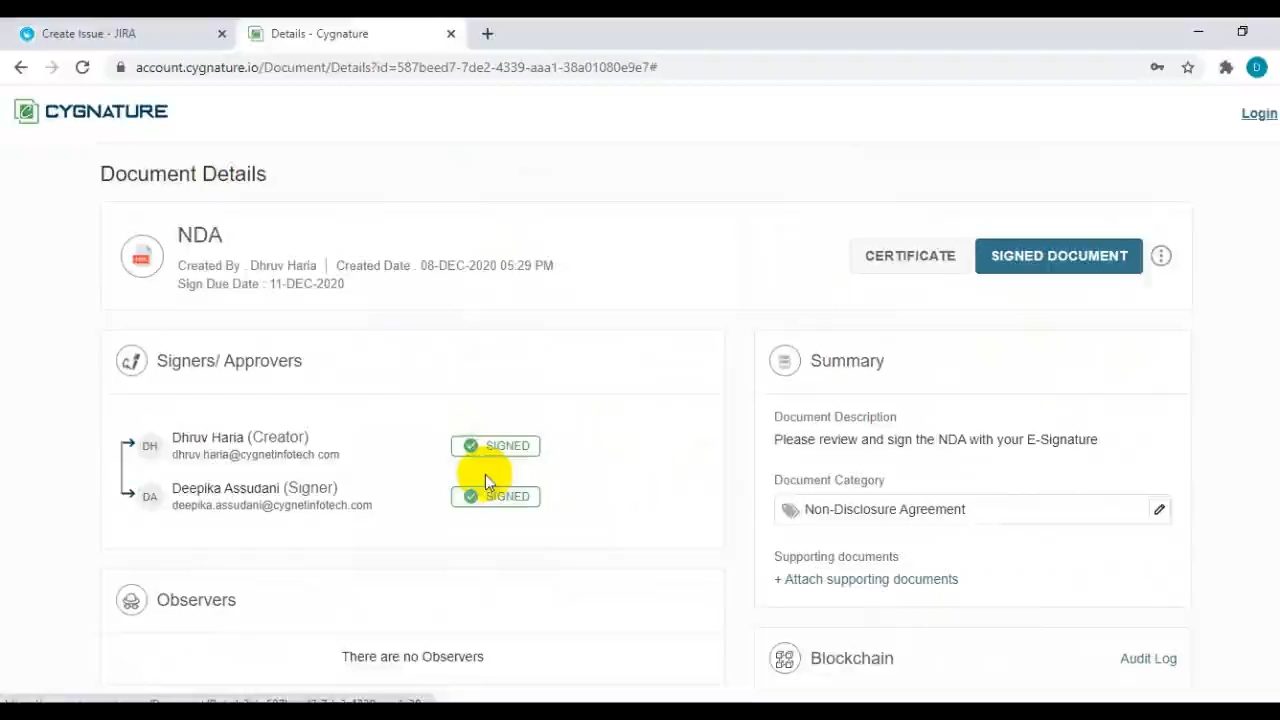 Create Issue - JIRA
Details - Cygnature
account.cygnature.io/Document/Details?id=587beed7-7de2-4339-aaa1-38a01080e9e7#
D
CYGNATURE
Login
Document Details
NDA
Created By . Dhruv Haria | Created Date . 08-DEC-2020 05:29 PM
Sign Due Date : 11-DEC-2020
CERTIFICATE
SIGNED DOCUMENT
Signers/ Approvers
DH
Dhruv Haria (Creator)
dhruv haria@cygnetinfotech com
SIGNED
DA
Deepika Assudani (Signer)
deepika.assudani@cygnetinfotech.com
SIGNED
Summary
Document Description
Please review and sign the NDA with your E-Signature
Document Category
Non-Disclosure Agreement
Supporting documents
+ Attach supporting documents
Observers
There are no Observers
Blockchain
Audit Log